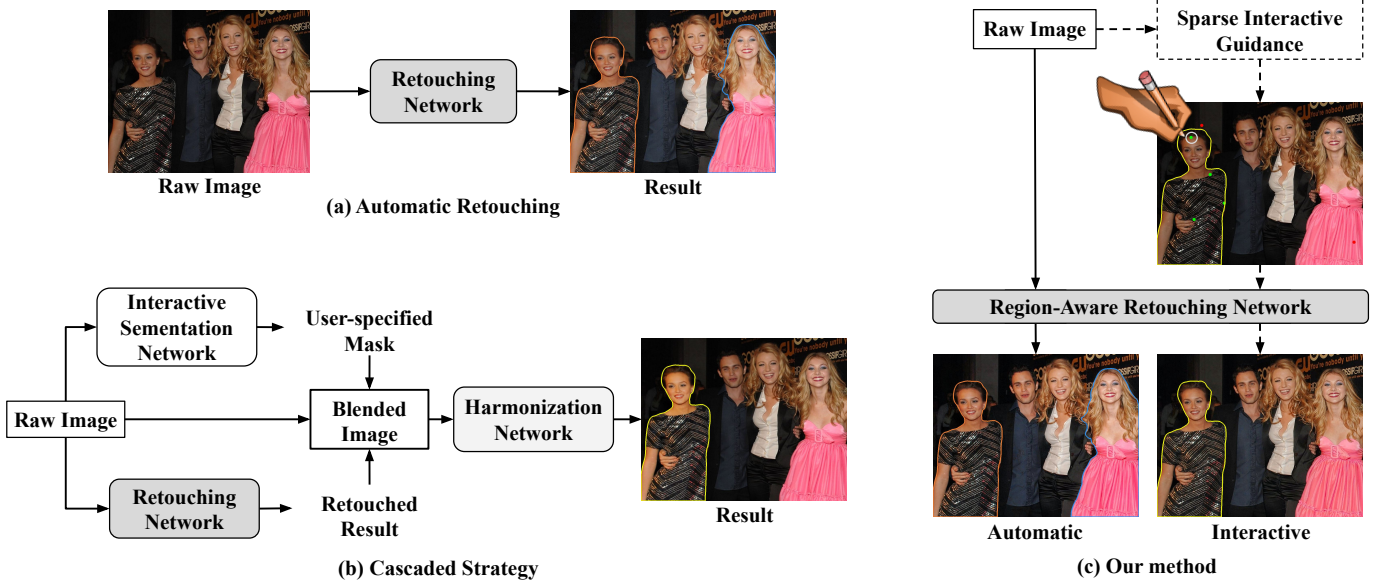 Raw Image
Retouching
Network
Result
(a) Automatic Retouching
Interactive
Sementation
Network
User-specified
Mask
Raw Image
Blended
Image
Harmonization
Network
Retouching
Network
Retouched
Result
Result
(b) Cascaded Strategy
Raw Image
Sparse Interactive
Guidance
Region-Aware Retouching Network
Automatic
Interactive
(c) Our method